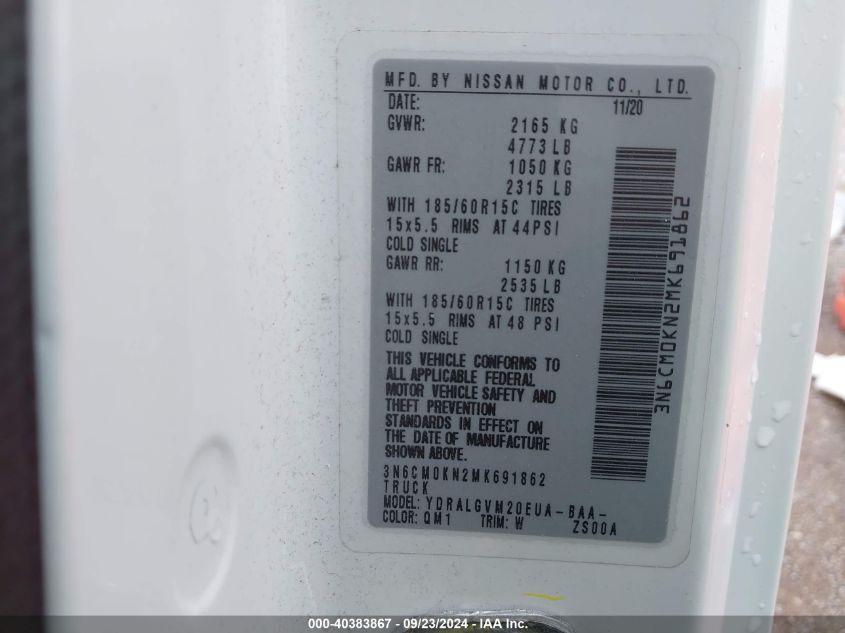 MFD. BY NISSAN MOTOR CO., LTD.
DATE: 11/20
GVWR: 2165 KG
4773 LB
GAWR FR: 1050 KG
2315 LB
WITH 185/60R15C TIRES
15x5.5 RIMS AT 44PSI
COLD SINGLE
GAWR RR: 1150 KG
2535 LB
WITH 185/60R15C TIRES
15x5.5 RIMS AT 48 PSI
COLD SINGLE
THIS VEHICLE CONFORMS TO
ALL APPLICABLE FEDERAL
MOTOR VEHICLE SAFETY AND
THEFT PREVENTION
STANDARDS IN EFFECT ON
THE DATE OF MANUFACTURE
SHOWN ABOVE.
3N6CM0KN2MK691862
TRUCK
MODEL: YDRALGVM20EUA-BAA-
COLOR: QM1 TRIM: W ZS00A
3N6CM0KN2MK691862
000-40383867 - 09/23/2024 - IAA Inc.